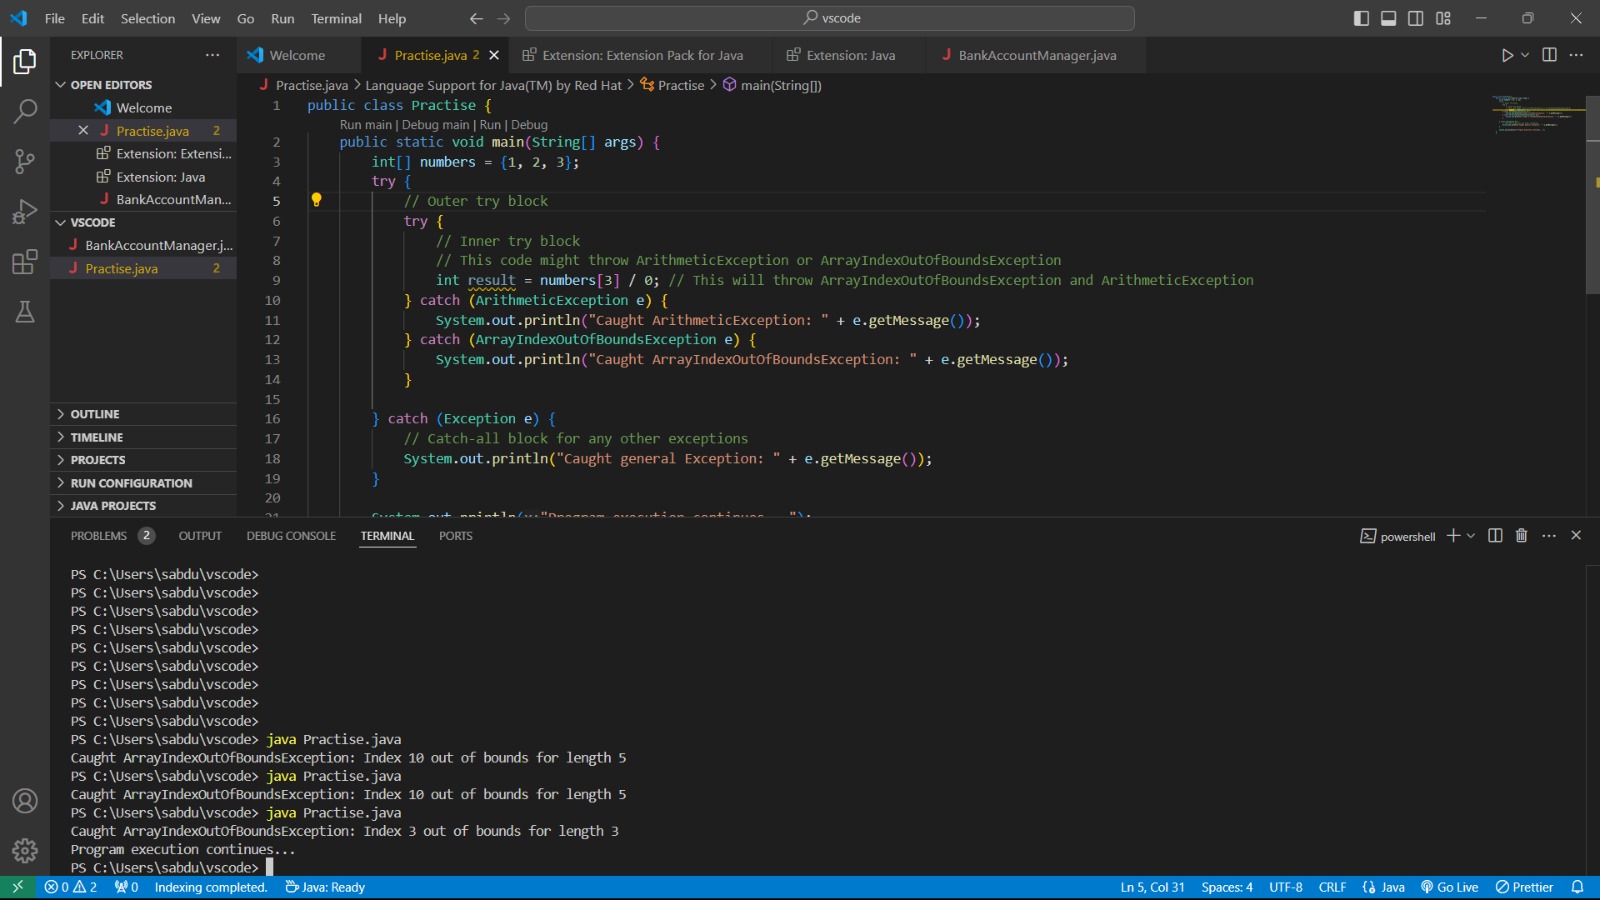 File Edit Selection View Go Run Terminal Help vscode
EXPLORER
Welcome Practise.java 2 Extension: Extension Pack for Java Extension: Java BankAccountManager.java
OPEN EDITORS
Welcome
Practise.java 2
Extension: Extensi...
Extension: Java
BankAccountMan...
VSCODE
BankAccountManager.j...
Practise.java 2
OUTLINE
TIMELINE
PROJECTS
RUN CONFIGURATION
JAVA PROJECTS
Practise.java > Language Support for Java(TM) by Red Hat > Practise > main(String[])
1 public class Practise {
Run main | Debug main | Run | Debug
2 public static void main(String[] args) {
3 int[] numbers = {1, 2, 3};
4 try {
5 // Outer try block
6 try {
7 // Inner try block
8 // This code might throw ArithmeticException or ArrayIndexOutOfBoundsException
9 int result = numbers[3] / 0; // This will throw ArrayIndexOutOfBoundsException and ArithmeticException
10 } catch (ArithmeticException e) {
11 System.out.println("Caught ArithmeticException: " + e.getMessage());
12 } catch (ArrayIndexOutOfBoundsException e) {
13 System.out.println("Caught ArrayIndexOutOfBoundsException: " + e.getMessage());
14 }
15
16 } catch (Exception e) {
17 // Catch-all block for any other exceptions
18 System.out.println("Caught general Exception: " + e.getMessage());
19 }
20
21 System.out.println(x:"Program execution continues...");
PROBLEMS 2 OUTPUT DEBUG CONSOLE TERMINAL PORTS powershell
PS C:\Users\sabdu\vscode>
PS C:\Users\sabdu\vscode>
PS C:\Users\sabdu\vscode>
PS C:\Users\sabdu\vscode>
PS C:\Users\sabdu\vscode>
PS C:\Users\sabdu\vscode>
PS C:\Users\sabdu\vscode>
PS C:\Users\sabdu\vscode>
PS C:\Users\sabdu\vscode>
PS C:\Users\sabdu\vscode> java Practise.java
Caught ArrayIndexOutOfBoundsException: Index 10 out of bounds for length 5
PS C:\Users\sabdu\vscode> java Practise.java
Caught ArrayIndexOutOfBoundsException: Index 10 out of bounds for length 5
PS C:\Users\sabdu\vscode> java Practise.java
Caught ArrayIndexOutOfBoundsException: Index 3 out of bounds for length 3
Program execution continues...
PS C:\Users\sabdu\vscode>
0 2 0 Indexing completed. Java: Ready Ln 5, Col 31 Spaces: 4 UTF-8 CRLF {} Java Go Live Prettier